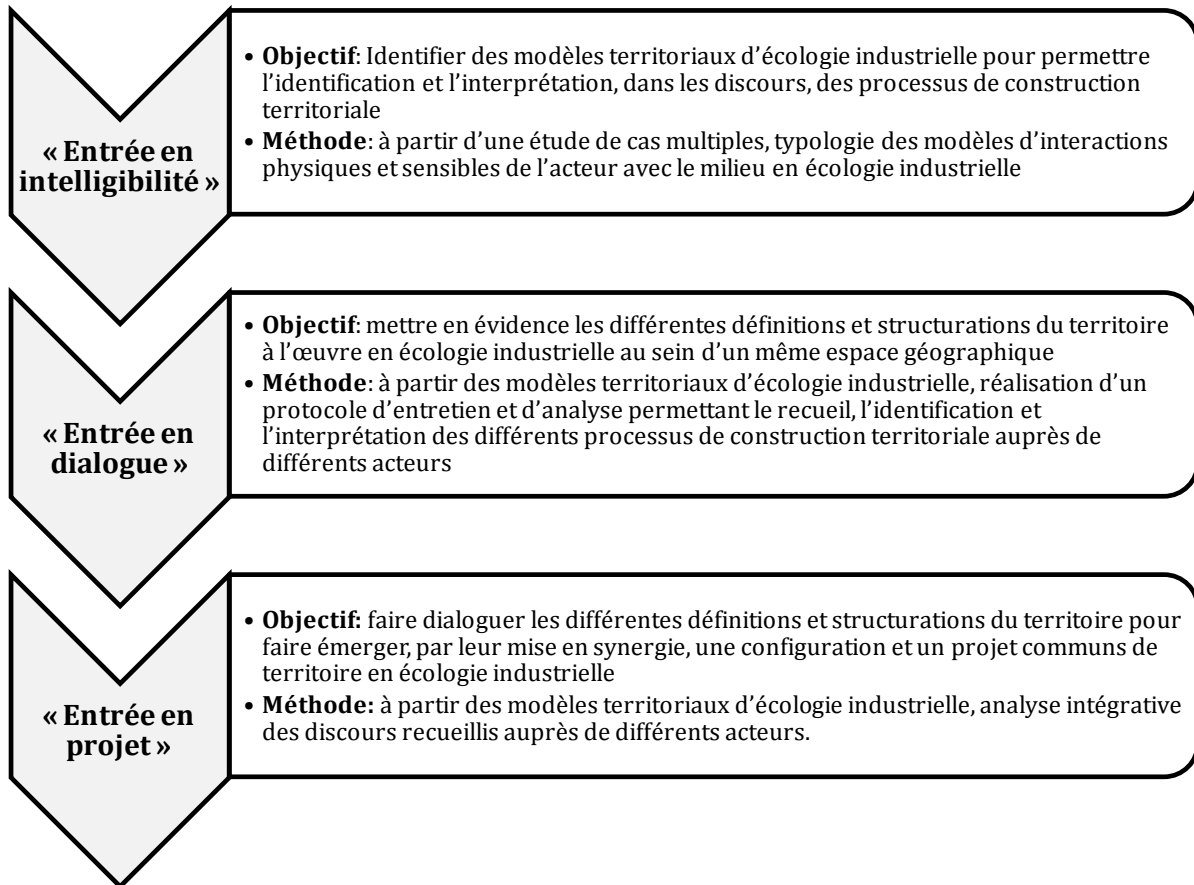 « Entrée en
intelligibilité »
• Objectif: Identifier des modèles territoriaux d’écologie industrielle pour permettre
l’identification et l’interprétation, dans les discours, des processus de construction
territoriale
• Méthode: à partir d’une étude de cas multiples, typologie des modèles d’interactions
physiques et sensibles de l’acteur avec le milieu en écologie industrielle
« Entrée en
dialogue »
• Objectif: mettre en évidence les différentes définitions et structurations du territoire
à l’œuvre en écologie industrielle au sein d’un même espace géographique
• Méthode: à partir des modèles territoriaux d’écologie industrielle, réalisation d’un
protocole d’entretien et d’analyse permettant le recueil, l’identification et
l’interprétation des différents processus de construction territoriale auprès de
différents acteurs
« Entrée en
projet »
• Objectif: faire dialoguer les différentes définitions et structurations du territoire pour
faire émerger, par leur mise en synergie, une configuration et un projet communs de
territoire en écologie industrielle
• Méthode: à partir des modèles territoriaux d’écologie industrielle, analyse intégrative
des discours recueillis auprès de différents acteurs.